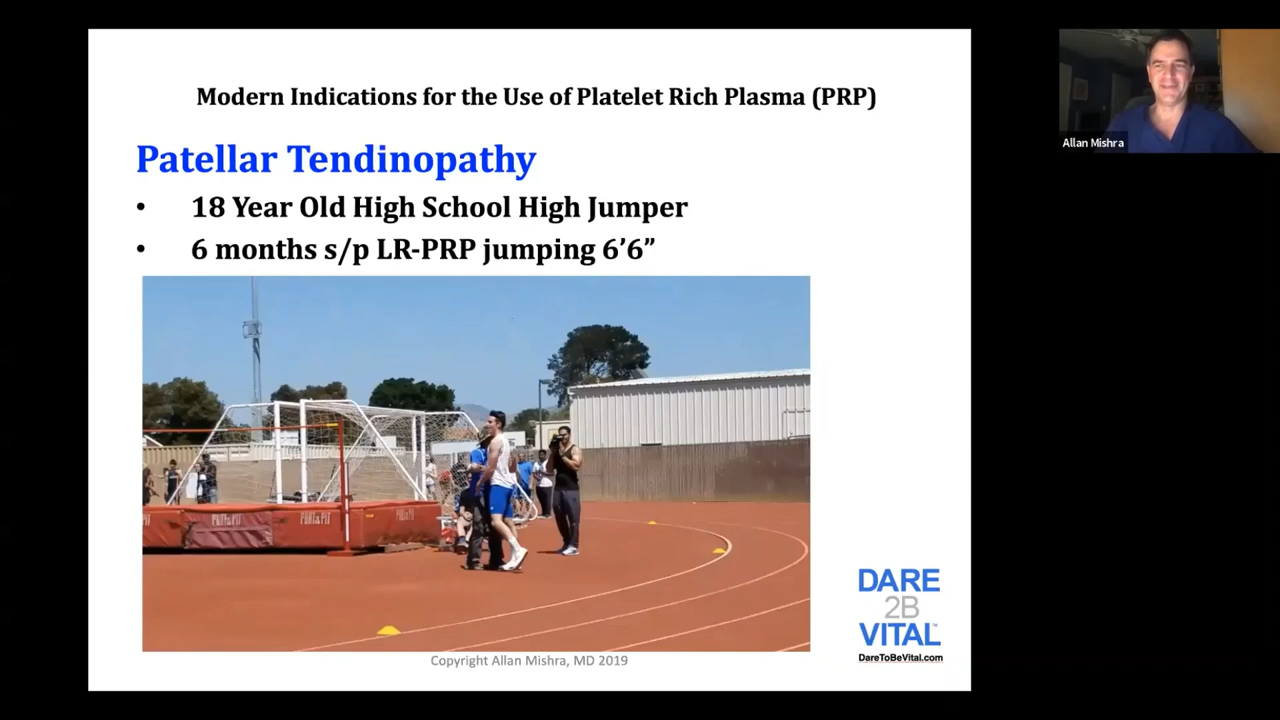 Modern Indications for the Use of Platelet Rich Plasma (PRP)
Allan Mishra
Patellar Tendinopathy
• 18 Year Old High School High Jumper
• 6 months s/p LR-PRP jumping 6’6”
DARE
2B
VITAL™
DareToBeVital.com
Copyright Allan Mishra, MD 2019